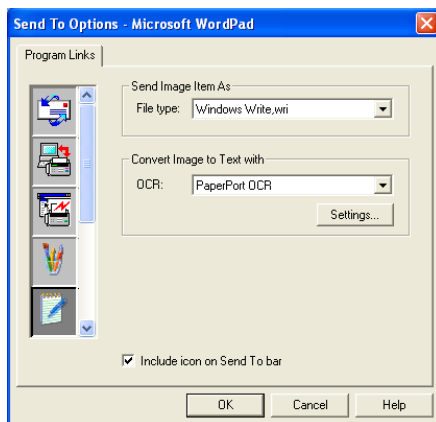 Send To Options - Microsoft WordPad
Program Links
Send Image Item As
File type: Windows Write,wri
Convert Image to Text with
OCR: PaperPort OCR
Settings...
Include icon on Send To bar
OK Cancel Help